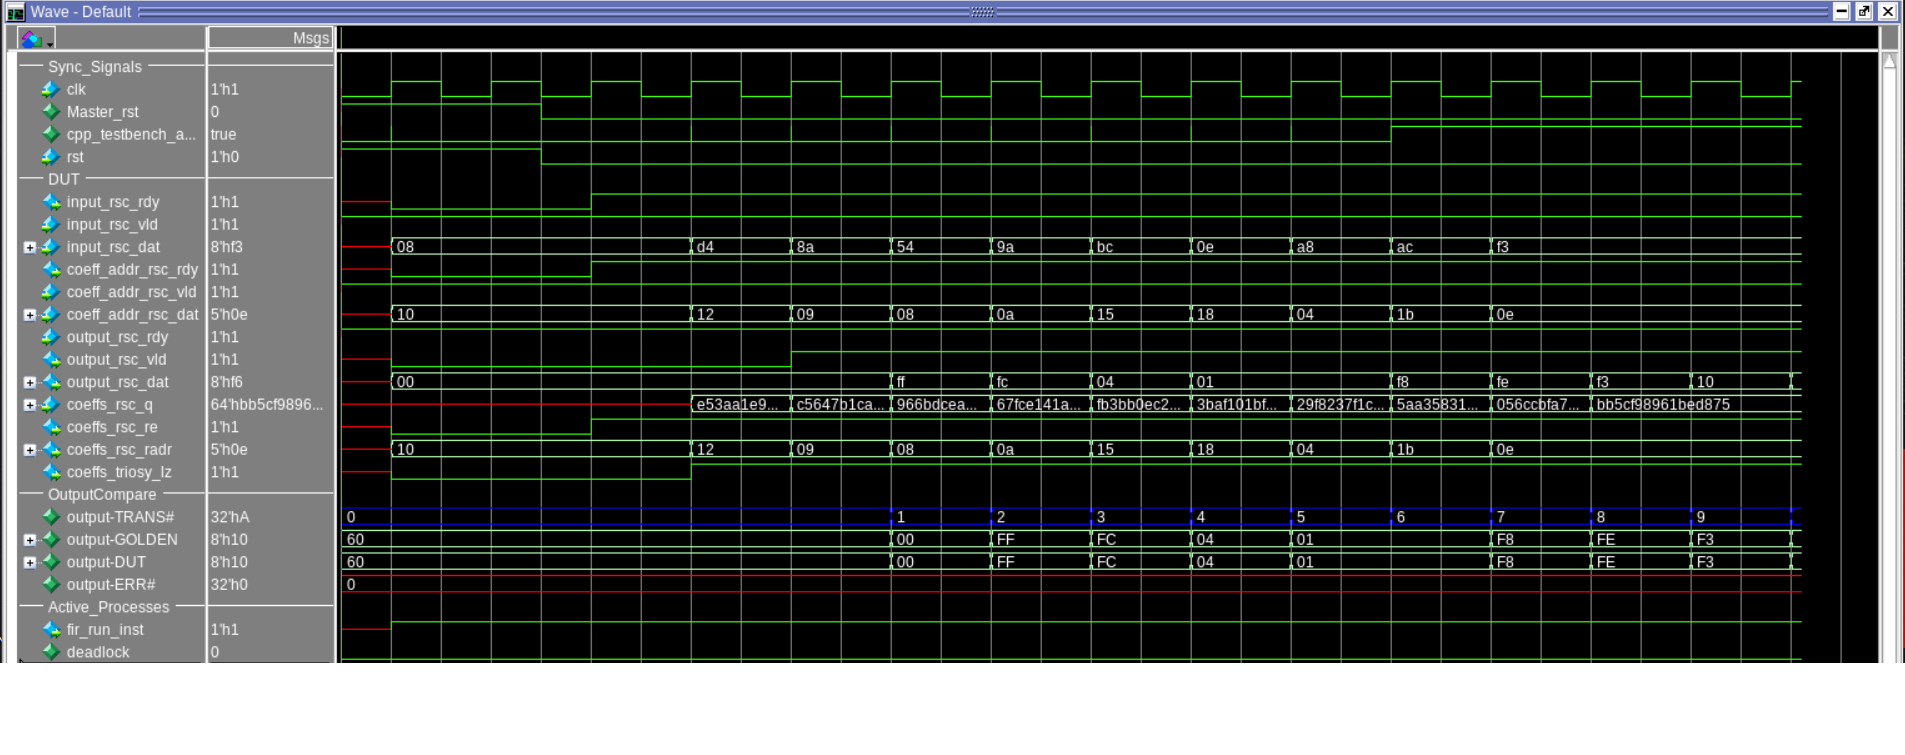 Wave - Default
Msgs
Sync_Signals
clk 1'h1
Master_rst 0
cpp_testbench_a... true
rst 1'h0
DUT
input_rsc_rdy 1'h1
input_rsc_vld 1'h1
input_rsc_dat 8'hf3 08 d4 8a 54 9a bc 0e a8 ac f3
coeff_addr_rsc_rdy 1'h1
coeff_addr_rsc_vld 1'h1
coeff_addr_rsc_dat 5'h0e 10 12 09 08 0a 15 18 04 1b 0e
output_rsc_rdy 1'h1
output_rsc_vld 1'h1
output_rsc_dat 8'hf6 00 ff fc 04 01 f8 fe f3 10
coeffs_rsc_q 64'hbb5cf9896... e53aa1e9... c5647b1ca... 966bdcea... 67fce141a... fb3bb0ec2... 3baf101bf... 29f8237f1c... 5aa35831... 056ccbfa7... bb5cf98961bed875
coeffs_rsc_re 1'h1
coeffs_rsc_radr 5'h0e 10 12 09 08 0a 15 18 04 1b 0e
coeffs_triosy_lz 1'h1
OutputCompare
output-TRANS# 32'hA 0 1 2 3 4 5 6 7 8 9
output-GOLDEN 8'h10 60 00 FF FC 04 01 F8 FE F3
output-DUT 8'h10 60 00 FF FC 04 01 F8 FE F3
output-ERR# 32'h0 0
Active_Processes
fir_run_inst 1'h1
deadlock 0